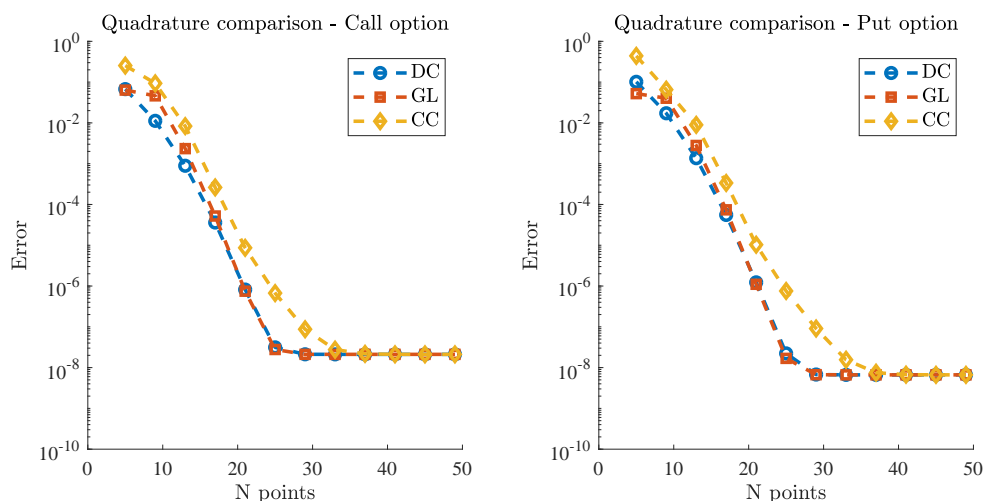 Quadrature comparison - Call option
10^0
10^-2
10^-4
10^-6
10^-8
10^-10
Error
0
10
20
30
40
50
N points
DC
GL
CC
Quadrature comparison - Put option
10^0
10^-2
10^-4
10^-6
10^-8
10^-10
Error
0
10
20
30
40
50
N points
DC
GL
CC